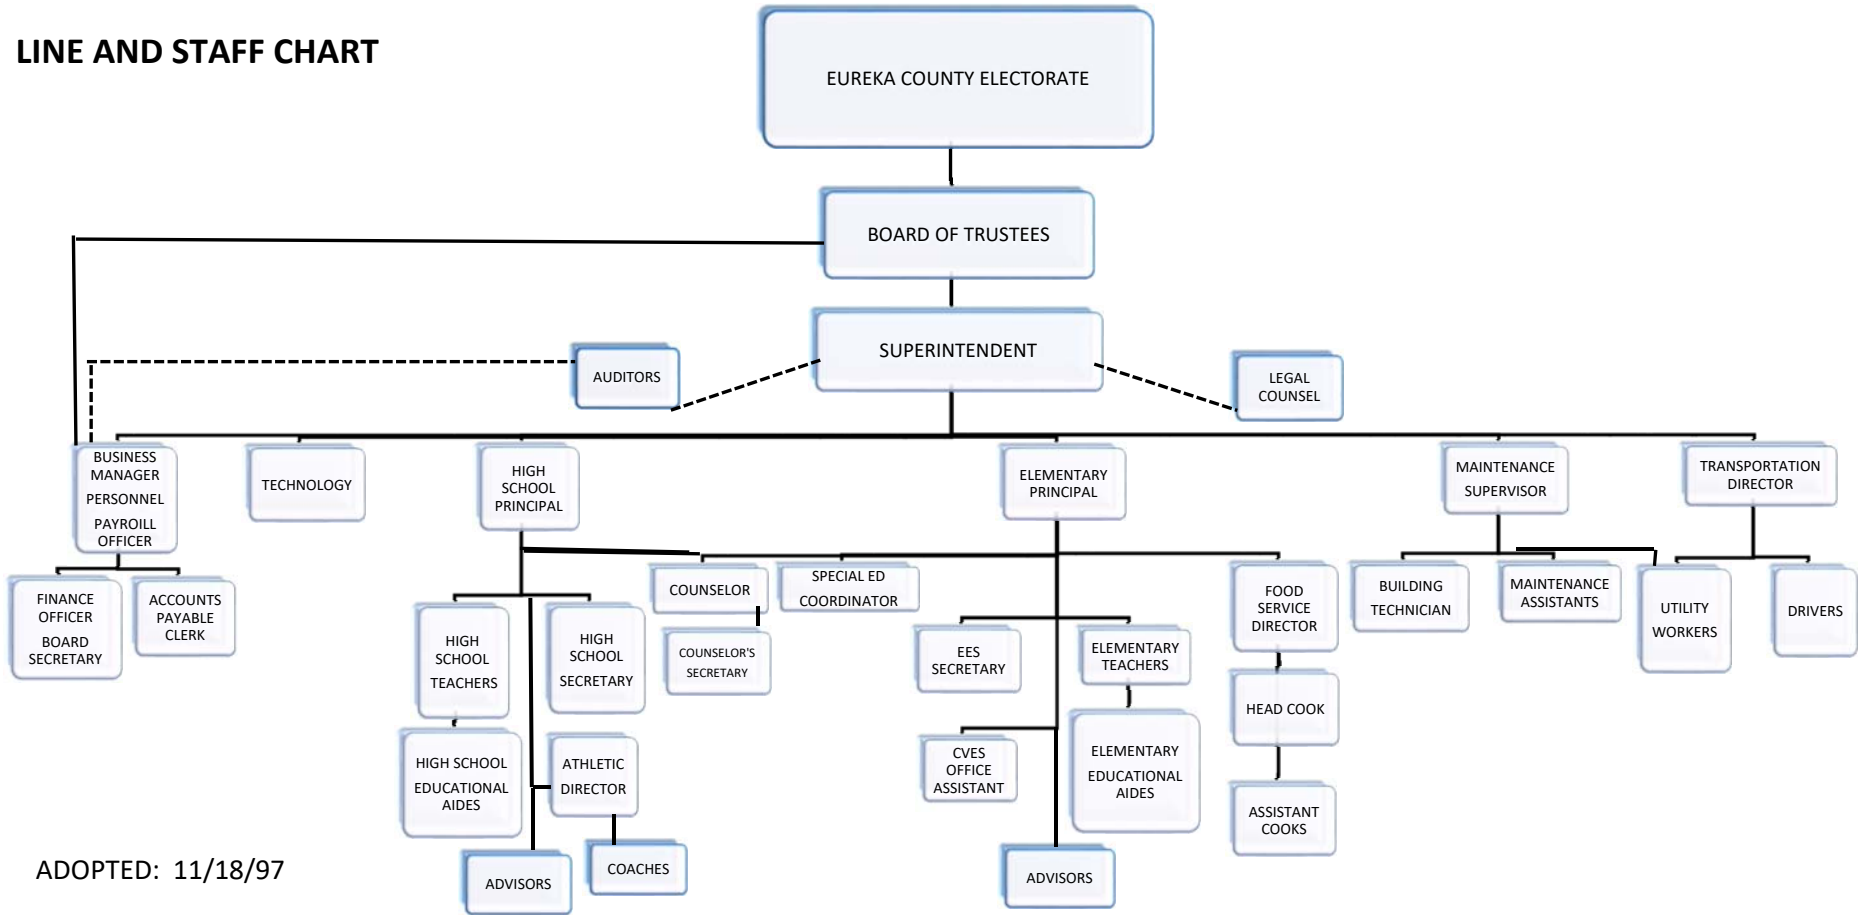 LINE AND STAFF CHART
EUREKA COUNTY ELECTORATE
BOARD OF TRUSTEES
SUPERINTENDENT
AUDITORS
LEGAL
COUNSEL
BUSINESS
MANAGER
PERSONNEL
PAYROILL
OFFICER
TECHNOLOGY
HIGH
SCHOOL
PRINCIPAL
ELEMENTARY
PRINCIPAL
MAINTENANCE
SUPERVISOR
TRANSPORTATION
DIRECTOR
FINANCE
OFFICER
BOARD
SECRETARY
ACCOUNTS
PAYABLE
CLERK
HIGH
SCHOOL
TEACHERS
HIGH
SCHOOL
SECRETARY
COUNSELOR
COUNSELOR'S
SECRETARY
SPECIAL ED
COORDINATOR
EES
SECRETARY
ELEMENTARY
TEACHERS
FOOD
SERVICE
DIRECTOR
BUILDING
TECHNICIAN
MAINTENANCE
ASSISTANTS
UTILITY
WORKERS
DRIVERS
HIGH SCHOOL
EDUCATIONAL
AIDES
ATHLETIC
DIRECTOR
CVES
OFFICE
ASSISTANT
ELEMENTARY
EDUCATIONAL
AIDES
HEAD COOK
ASSISTANT
COOKS
ADVISORS
COACHES
ADVISORS
ADOPTED: 11/18/97